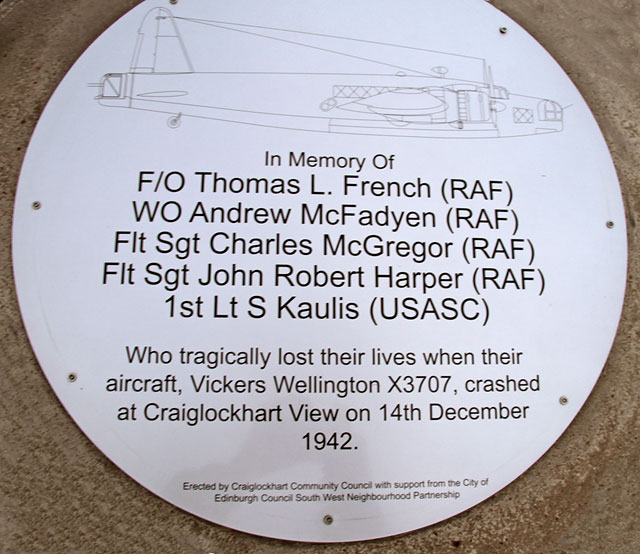 In Memory Of
F/O Thomas L. French (RAF)
WO Andrew McFadyen (RAF)
Flt Sgt Charles McGregor (RAF)
Flt Sgt John Robert Harper (RAF)
1st Lt S Kaulis (USASC)
Who tragically lost their lives when their
aircraft, Vickers Wellington X3707, crashed
at Craiglockhart View on 14th December
1942.
Erected by Craiglockhart Community Council with support from the City of
Edinburgh Council South West Neighbourhood Partnership